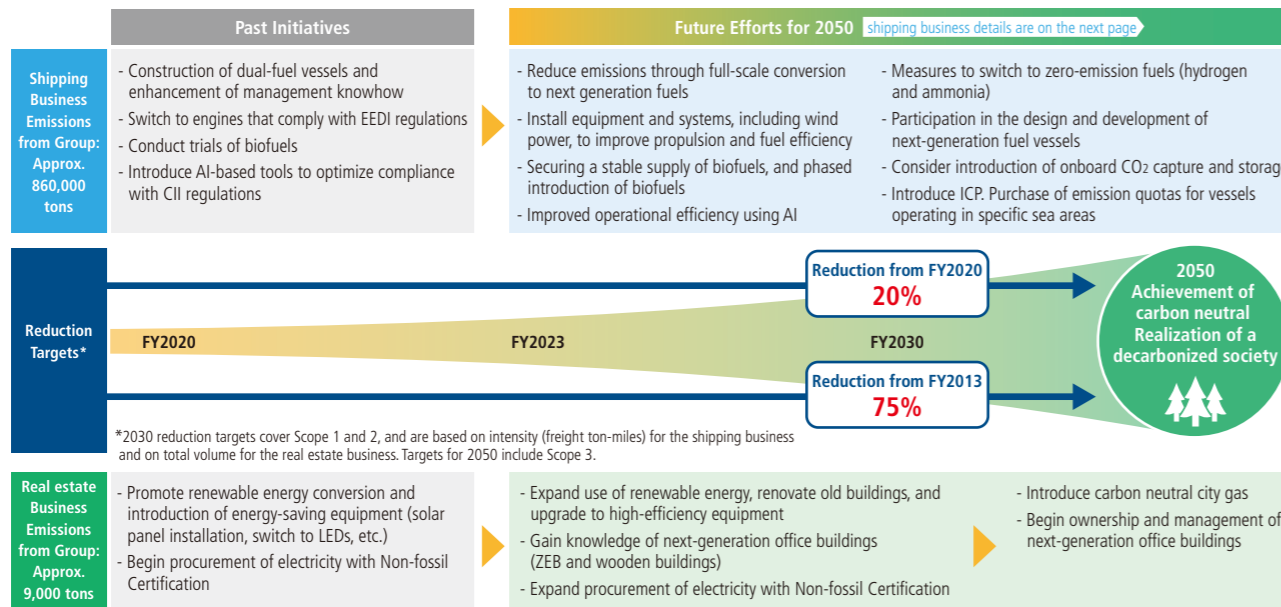 Past Initiatives
Future Efforts for 2050
shipping business details are on the next page
Shipping
Business
Emissions
from Group:
Approx.
860,000
tons
- Construction of dual-fuel vessels and
enhancement of management knowhow
- Switch to engines that comply with EEDI regulations
- Conduct trials of biofuels
- Introduce AI-based tools to optimize compliance
with CII regulations
- Reduce emissions through full-scale conversion
to next generation fuels
- Install equipment and systems, including wind
power, to improve propulsion and fuel efficiency
- Securing a stable supply of biofuels, and phased
introduction of biofuels
- Improved operational efficiency using AI
- Measures to switch to zero-emission fuels (hydrogen
and ammonia)
- Participation in the design and development of
next-generation fuel vessels
- Consider introduction of onboard CO2 capture and storag
- Introduce ICP. Purchase of emission quotas for vessels
operating in specific sea areas
Reduction
Targets*
Reduction from FY2020
20%
FY2020
FY2023
FY2030
Reduction from FY2013
75%
2050
Achievement of
carbon neutral
Realization of a
decarbonized society
*2030 reduction targets cover Scope 1 and 2, and are based on intensity (freight ton-miles) for the shipping business
and on total volume for the real estate business. Targets for 2050 include Scope 3.
Real estate
Business
Emissions
from Group:
Approx.
9,000 tons
- Promote renewable energy conversion and
introduction of energy-saving equipment (solar
panel installation, switch to LEDs, etc.)
- Begin procurement of electricity with Non-fossil
Certification
- Expand use of renewable energy, renovate old buildings, and
upgrade to high-efficiency equipment
- Gain knowledge of next-generation office buildings
(ZEB and wooden buildings)
- Expand procurement of electricity with Non-fossil Certification
- Introduce carbon neutral city gas
- Begin ownership and management of
next-generation office buildings